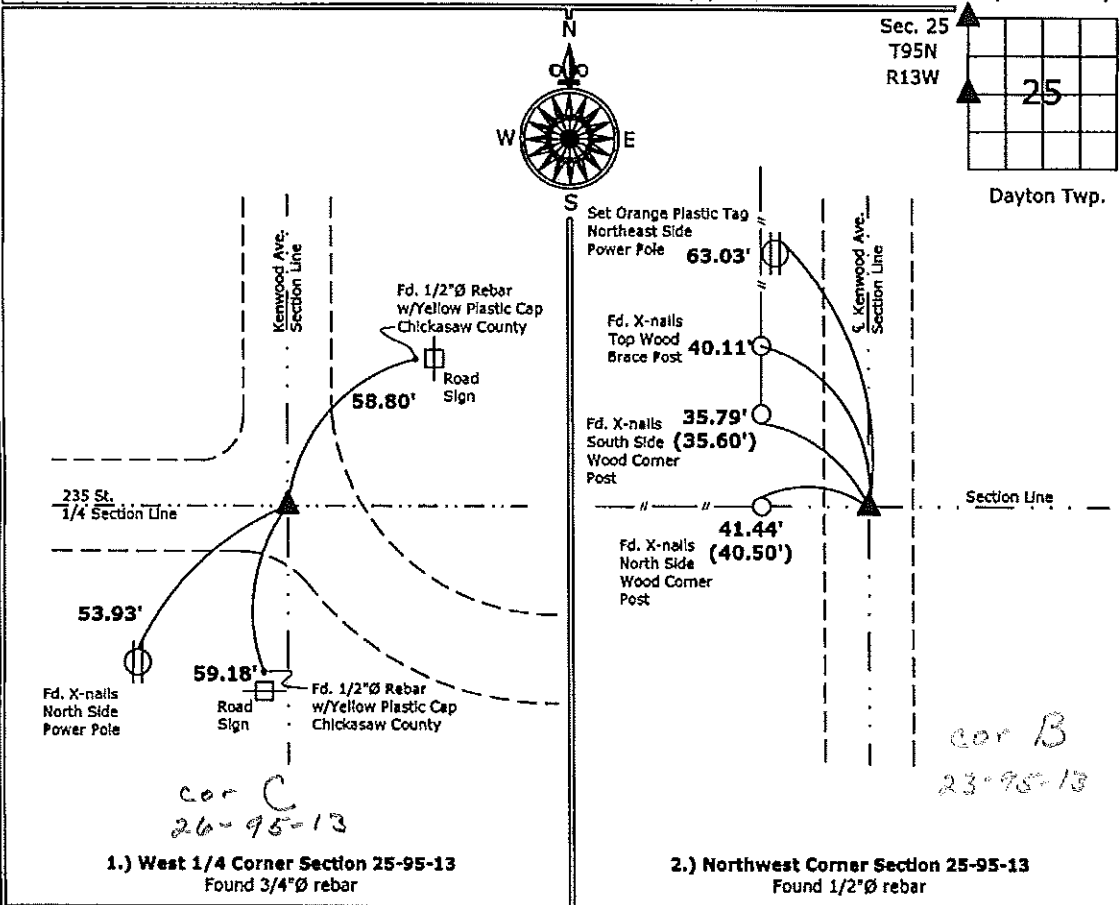 N
W
E
S
Sec. 25
T95N
R13W
25
Dayton Twp.
Kenwood Ave.
Section Line
Fd. 1/2"Ø Rebar
w/Yellow Plastic Cap
Chickasaw County
Road
Sign
58.80'
235 St.
1/4 Section Line
53.93'
Fd. X-nails
North Side
Power Pole
59.18'
Road
Sign
Fd. 1/2"Ø Rebar
w/Yellow Plastic Cap
Chickasaw County
cor C
26-95-13
1.) West 1/4 Corner Section 25-95-13
Found 3/4"Ø rebar
Set Orange Plastic Tag
Northeast Side
Power Pole
63.03'
℄ Kenwood Ave.
Section Line
Fd. X-nails
Top Wood
Brace Post
40.11'
Fd. X-nails
South Side
Wood Corner
Post
35.79'
(35.60')
Section Line
41.44'
(40.50')
Fd. X-nails
North Side
Wood Corner
Post
cor B
23-95-13
2.) Northwest Corner Section 25-95-13
Found 1/2"Ø rebar